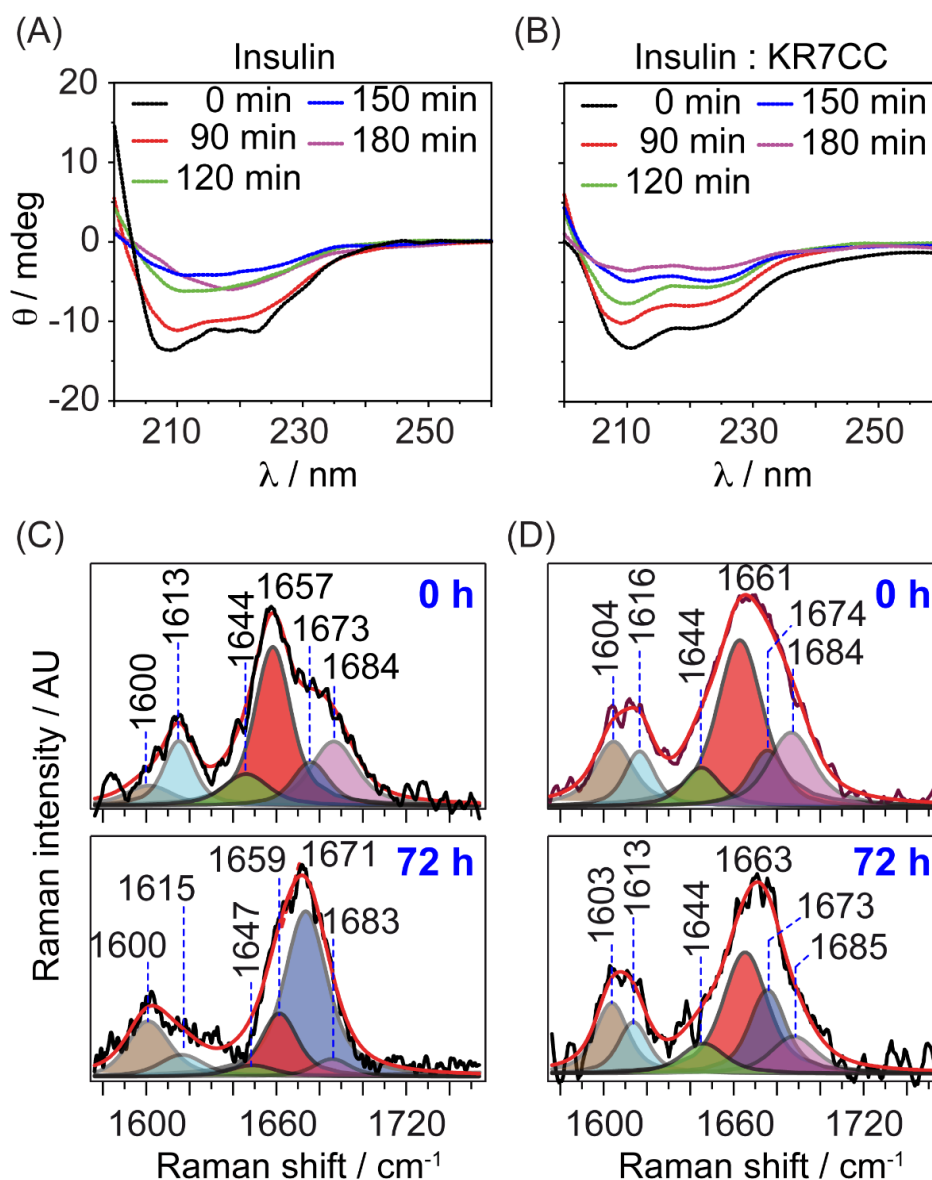 (A)
Insulin
0 min
150 min
90 min
180 min
120 min
20
10
0
-10
-20
θ / mdeg
210
230
250
λ / nm
(B)
Insulin : KR7CC
0 min
150 min
90 min
180 min
120 min
210
230
250
λ / nm
(C)
0 h
1600
1613
1644
1657
1673
1684
72 h
1600
1615
1647
1659
1671
1683
Raman intensity / AU
1600
1660
1720
Raman shift / cm⁻¹
(D)
0 h
1604
1616
1644
1661
1674
1684
72 h
1603
1613
1644
1663
1673
1685
1600
1660
1720
Raman shift / cm⁻¹